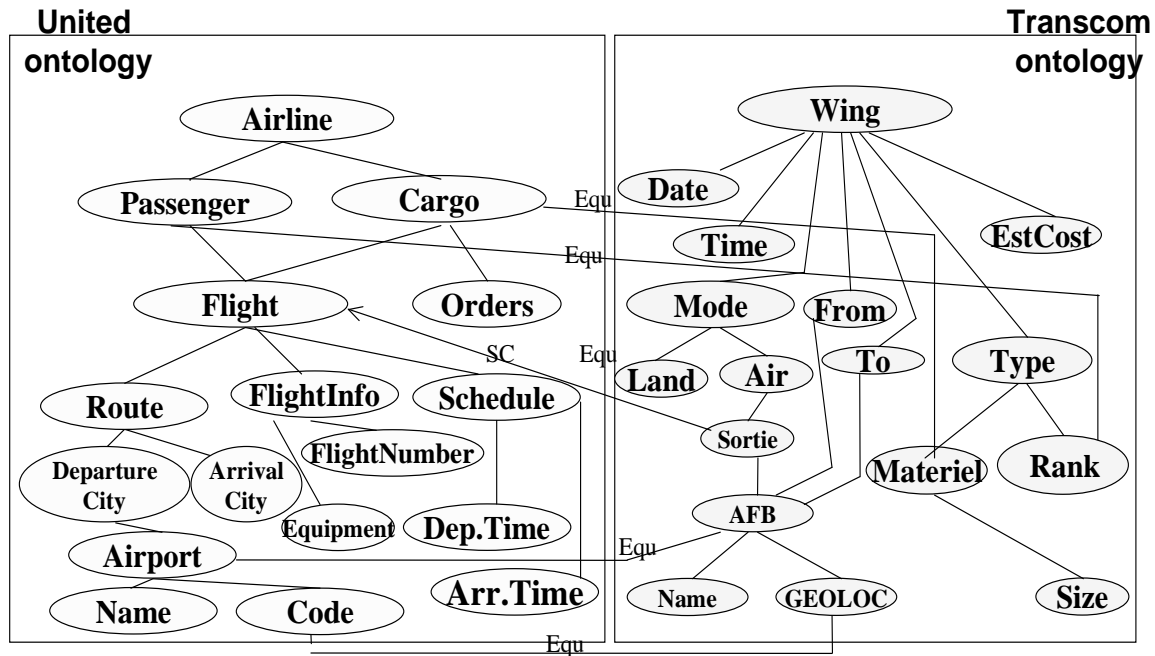 United
ontology
Transcom
ontology
Airline
Wing
Passenger
Cargo
Equ
Date
Time
EstCost
Equ
Flight
Orders
Mode
From
SC
Equ
Land
Air
To
Type
Route
FlightInfo
Schedule
Sortie
FlightNumber
Departure
City
Arrival
City
Materiel
Rank
Equipment
Dep.Time
AFB
Airport
Equ
Name
Code
Arr.Time
Name
GEOLOC
Size
Equ